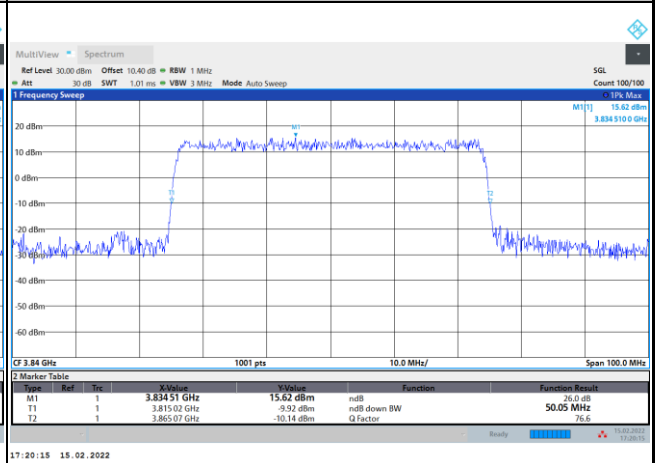 MultiView Spectrum
Ref Level 30.00 dBm Offset 10.40 dB RBW 1 MHz SGL
Att 30 dB SWT 1.01 ms VBW 3 MHz Mode Auto Sweep Count 100/100
1 Frequency Sweep 1Pk Max
M1[1] 15.62 dBm
3.834 510 0 GHz
M1
20 dBm
10 dBm
0 dBm
T1 T2
-10 dBm
-20 dBm
-30 dBm
-40 dBm
-50 dBm
-60 dBm
CF 3.84 GHz 1001 pts 10.0 MHz/ Span 100.0 MHz
2 Marker Table
Type Ref Trc X-Value Y-Value Function Function Result
M1 1 3.834 51 GHz 15.62 dBm ndB 26.0 dB
T1 1 3.815 02 GHz -9.92 dBm ndB down BW 50.05 MHz
T2 1 3.865 07 GHz -10.14 dBm Q Factor 76.6
Ready 15.02.2022
17:20:15
17:20:15 15.02.2022